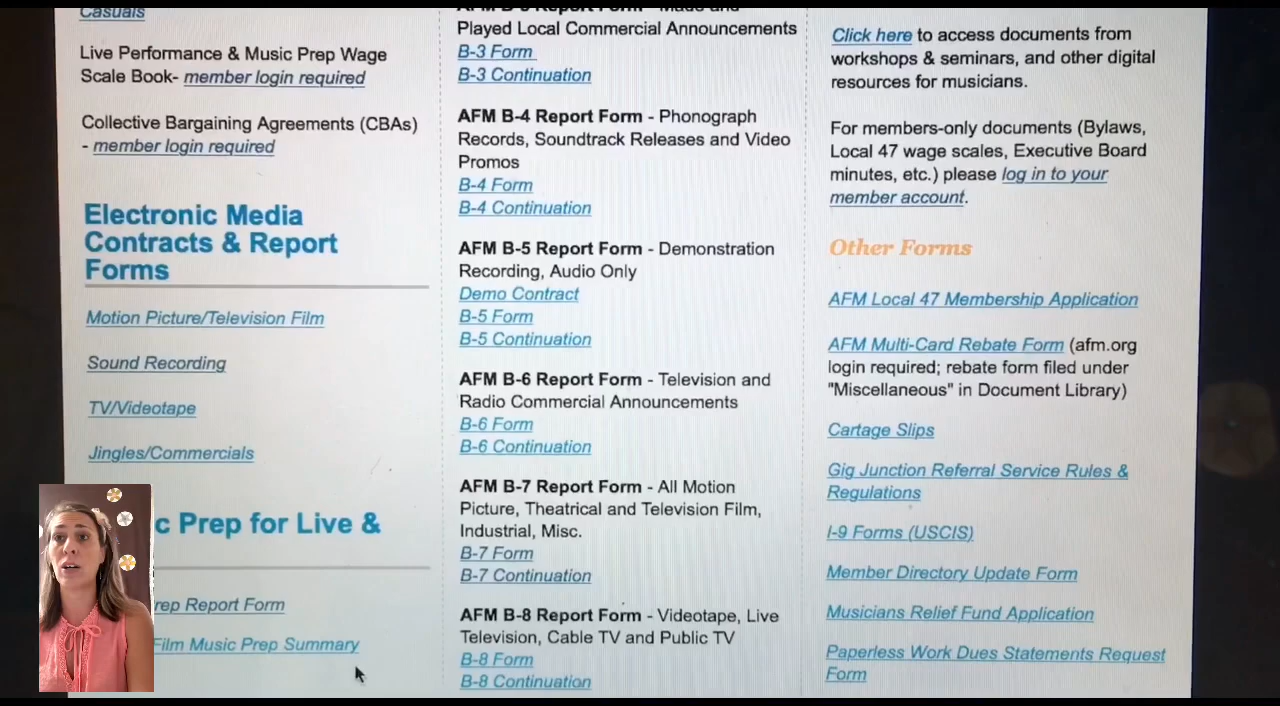 Casuals
Live Performance & Music Prep Wage
Scale Book- member login required
Collective Bargaining Agreements (CBAs)
- member login required
Electronic Media
Contracts & Report
Forms
Motion Picture/Television Film
Sound Recording
TV/Videotape
Jingles/Commercials
c Prep for Live &
rep Report Form
Film Music Prep Summary
Played Local Commercial Announcements
B-3 Form
B-3 Continuation
AFM B-4 Report Form - Phonograph
Records, Soundtrack Releases and Video
Promos
B-4 Form
B-4 Continuation
AFM B-5 Report Form - Demonstration
Recording, Audio Only
Demo Contract
B-5 Form
B-5 Continuation
AFM B-6 Report Form - Television and
Radio Commercial Announcements
B-6 Form
B-6 Continuation
AFM B-7 Report Form - All Motion
Picture, Theatrical and Television Film,
Industrial, Misc.
B-7 Form
B-7 Continuation
AFM B-8 Report Form - Videotape, Live
Television, Cable TV and Public TV
B-8 Form
B-8 Continuation
Click here to access documents from
workshops & seminars, and other digital
resources for musicians.
For members-only documents (Bylaws,
Local 47 wage scales, Executive Board
minutes, etc.) please log in to your
member account.
Other Forms
AFM Local 47 Membership Application
AFM Multi-Card Rebate Form (afm.org
login required; rebate form filed under
"Miscellaneous" in Document Library)
Cartage Slips
Gig Junction Referral Service Rules &
Regulations
I-9 Forms (USCIS)
Member Directory Update Form
Musicians Relief Fund Application
Paperless Work Dues Statements Request
Form